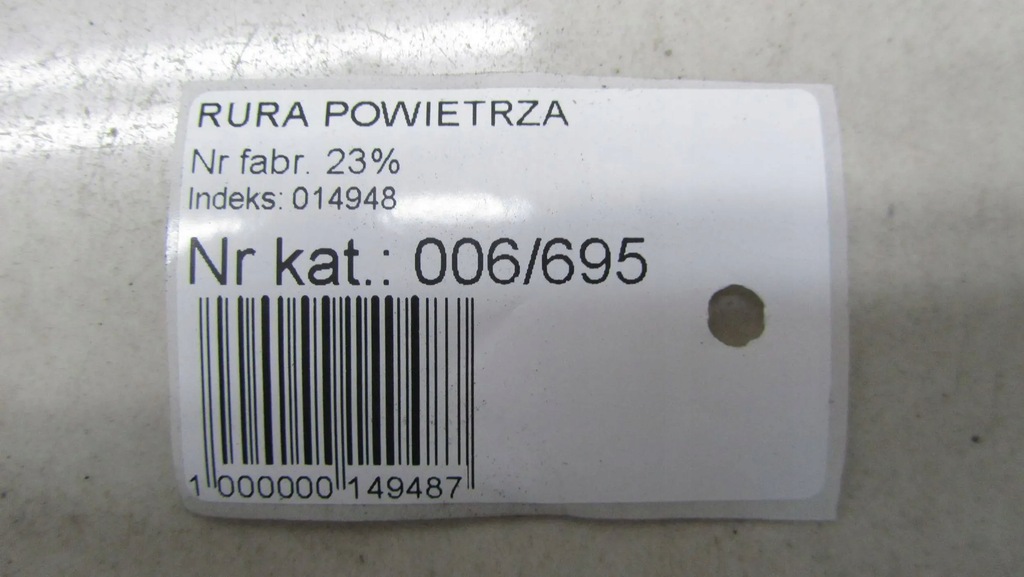 RURA POWIETRZA
Nr fabr. 23%
Indeks: 014948
Nr kat.: 006/695
1 000000 149487